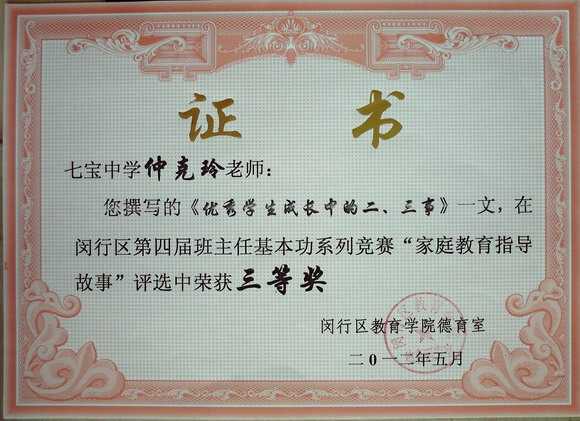 证 书
七宝中学仲克玲老师：
您撰写的《优秀学生成长中的二、三事》一文，在
闵行区第四届班主任基本功系列竞赛“家庭教育指导
故事”评选中荣获三等奖
闵行区教育学院德育室
二0一二年五月